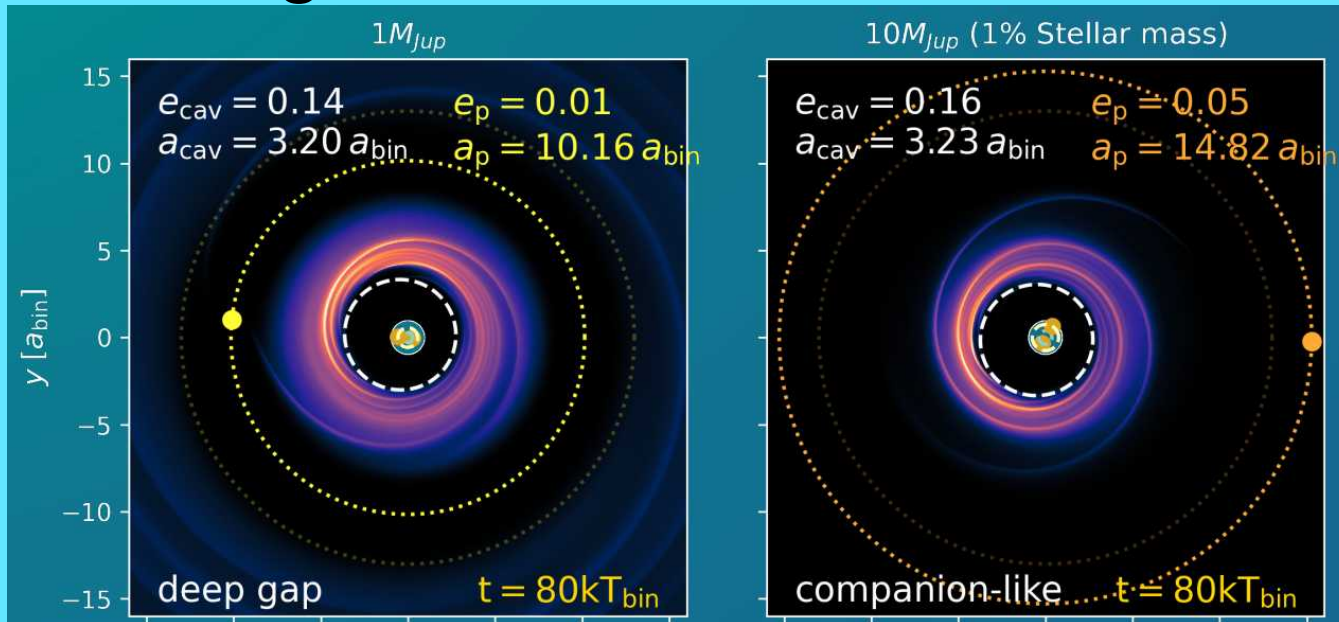 1M_Jup
e_cav = 0.14
a_cav = 3.20 a_bin
e_p = 0.01
a_p = 10.16 a_bin
15
10
5
0
−5
−10
−15
y [a_bin]
deep gap
t = 80kT_bin
10M_Jup (1% Stellar mass)
e_cav = 0.16
a_cav = 3.23 a_bin
e_p = 0.05
a_p = 14.82 a_bin
companion-like
t = 80kT_bin